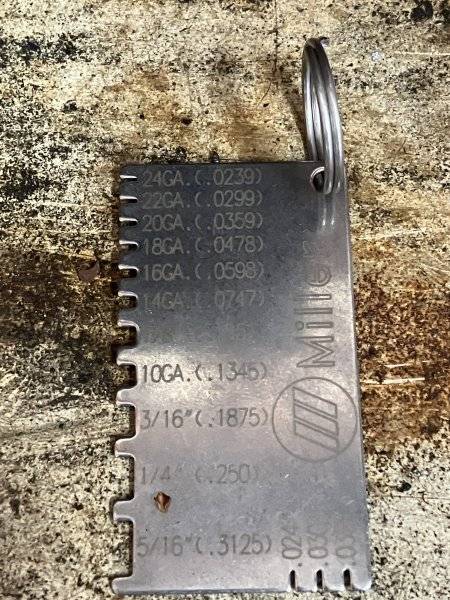 24GA.(.0239)
22GA.(.0299)
20GA.(.0359)
18GA.(.0478)
16GA.(.0598)
14GA.(.0747)
10GA.(.1345)
3/16"(.1875)
1/4" (.250)
5/16"(.3125)
Miller
.024